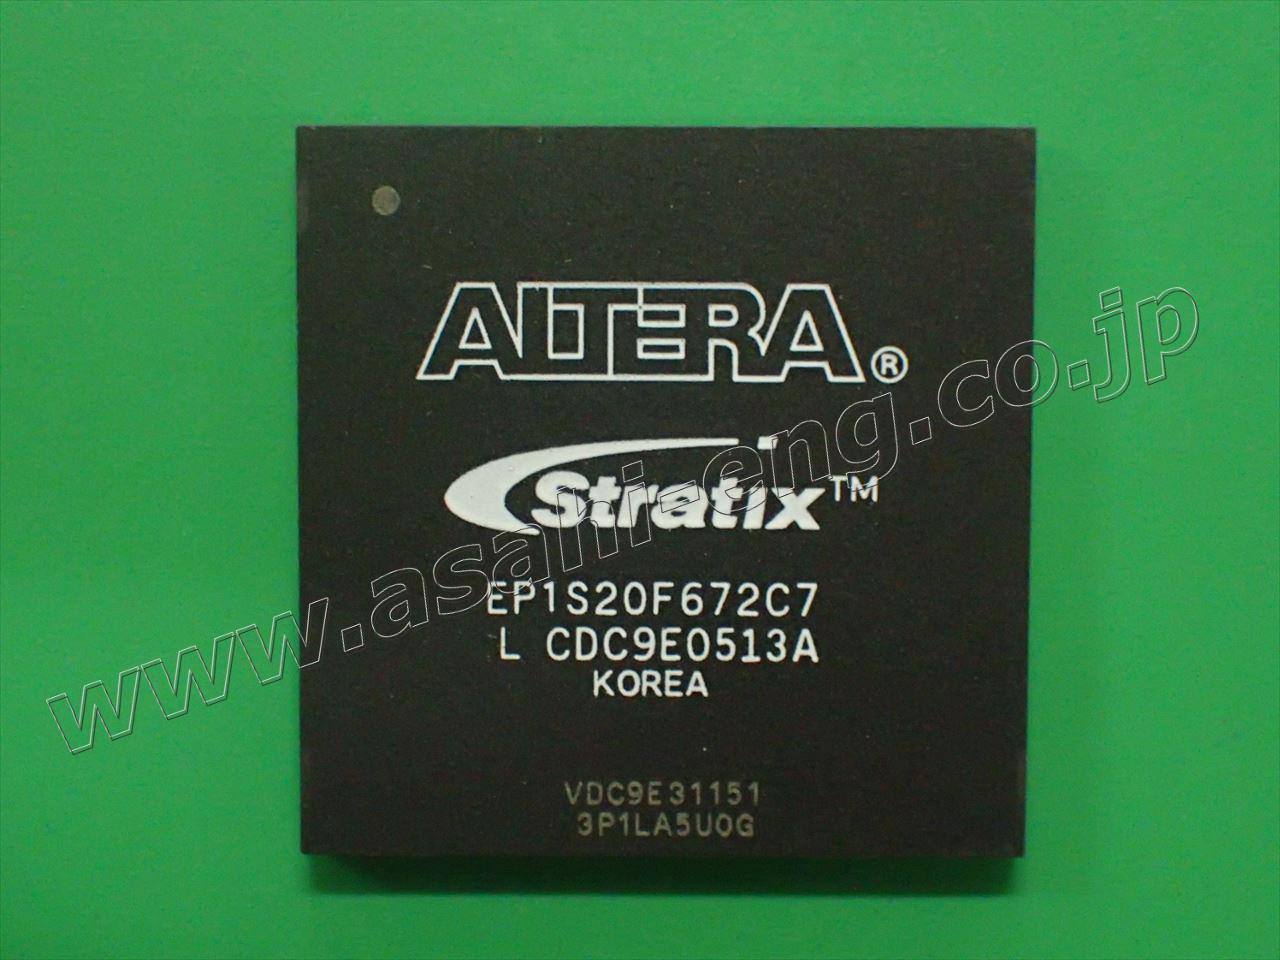 ALTERA®
Stratix™
EP1S20F672C7
L CDC9E0513A
KOREA
VDC9E31151
3P1LA5U0G
www.asahi-eng.co.jp